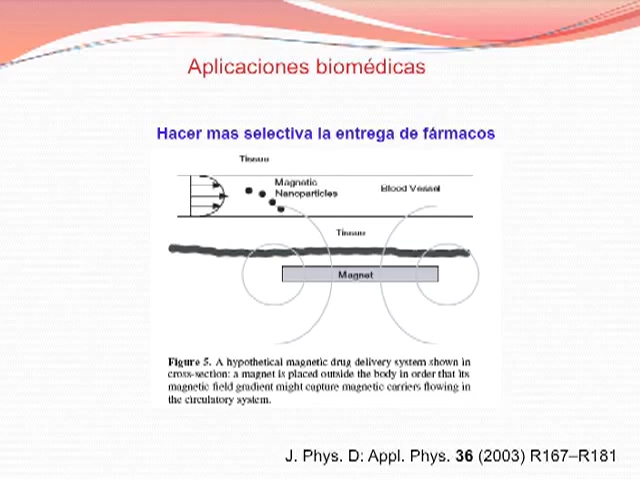 Aplicaciones biomédicas
Hacer mas selectiva la entrega de fármacos
Tissue
Magnetic
Nanoparticles
Blood Vessel
Tissue
Magnet
Figure 5. A hypothetical magnetic drug delivery system shown in
cross-section: a magnet is placed outside the body in order that its
magnetic field gradient might capture magnetic carriers flowing in
the circulatory system.
J. Phys. D: Appl. Phys. 36 (2003) R167–R181